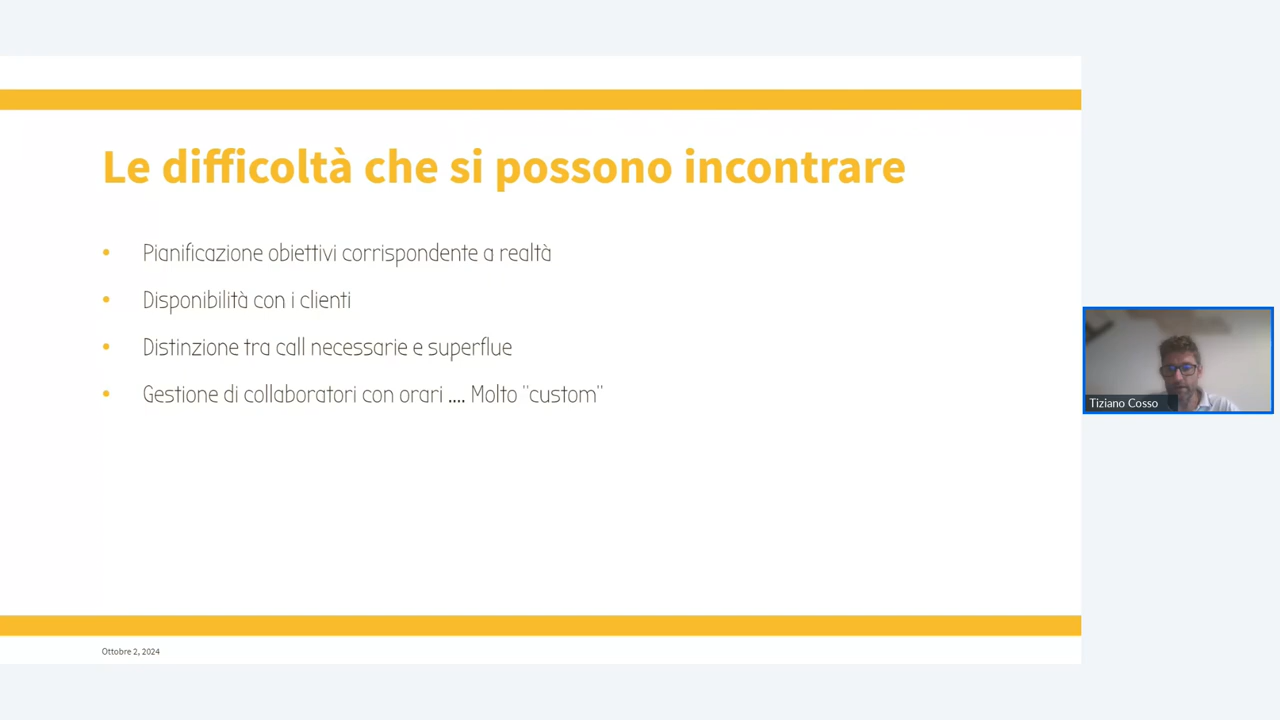 Le difficoltà che si possono incontrare
• Pianificazione obiettivi corrispondente a realtà
• Disponibilità con i clienti
• Distinzione tra call necessarie e superflue
• Gestione di collaboratori con orari .... Molto "custom"
Tiziano Cosso
Ottobre 2, 2024